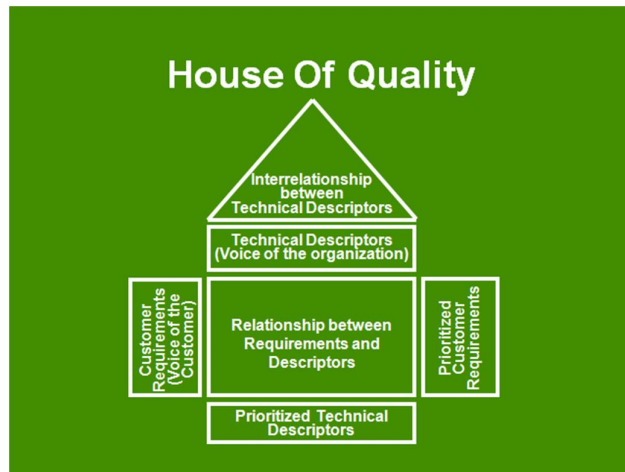 House Of Quality
Interrelationship
between
Technical Descriptors
Technical Descriptors
(Voice of the organization)
Customer
Requirements
(Voice of the
Customer)
Relationship between
Requirements and
Descriptors
Prioritized
Customer
Requirements
Prioritized Technical
Descriptors